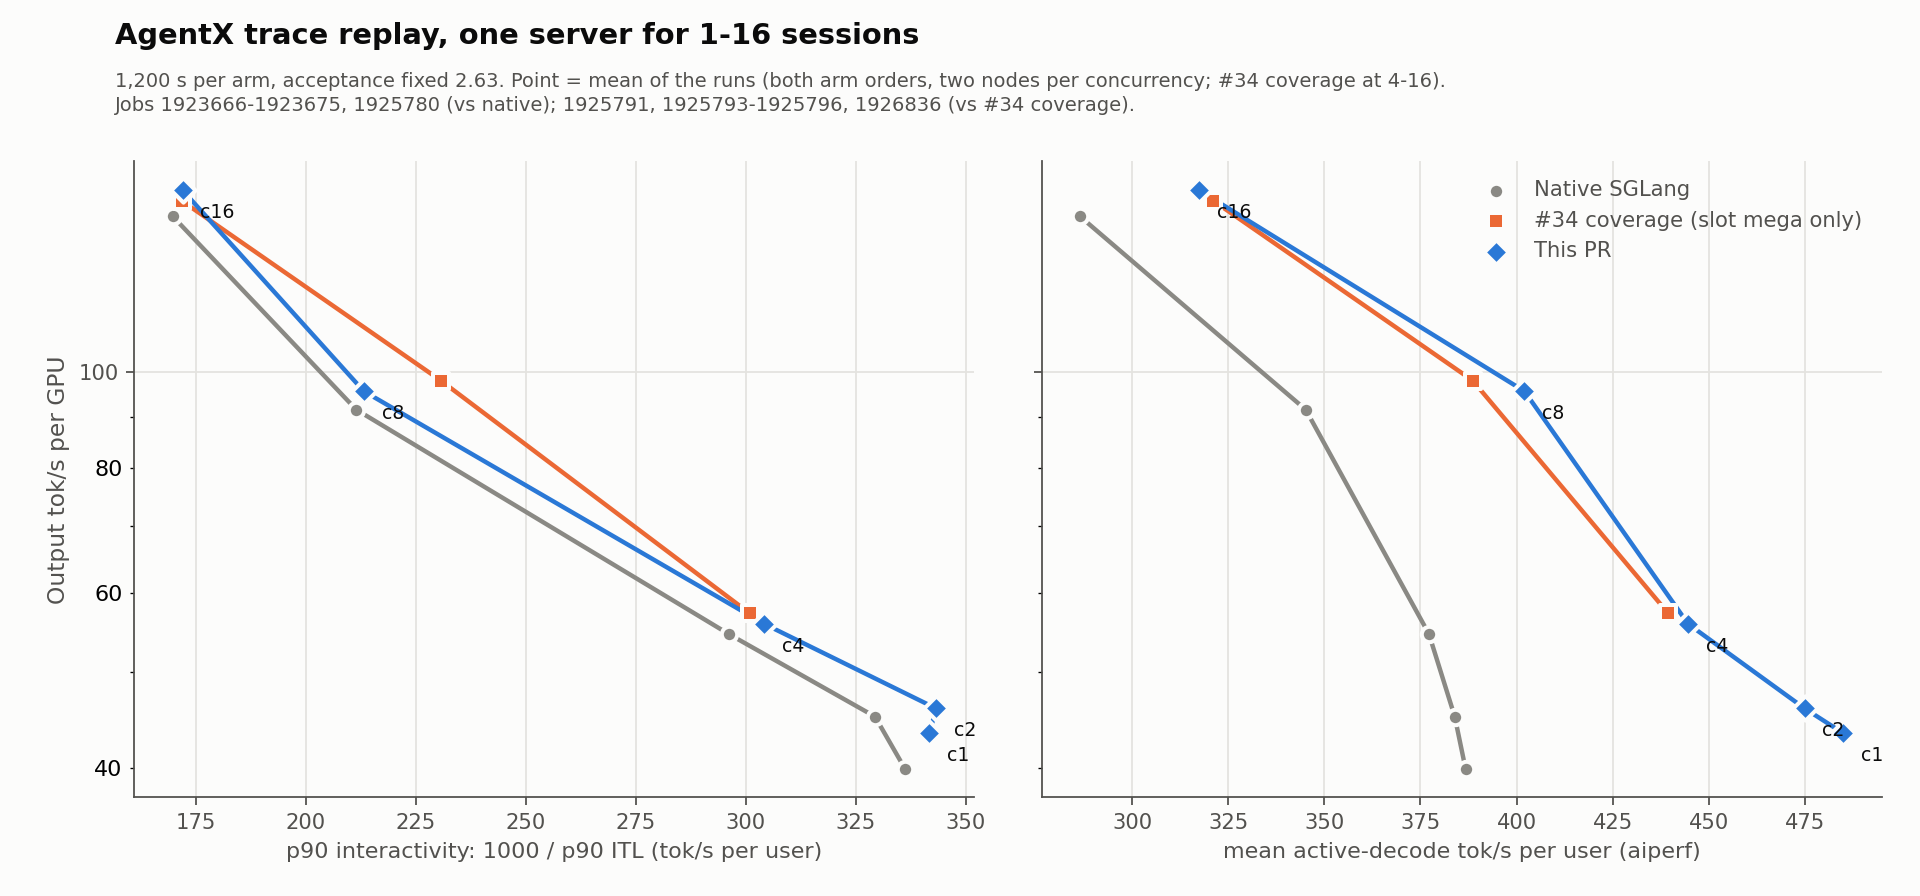 AgentX trace replay, one server for 1-16 sessions
1,200 s per arm, acceptance fixed 2.63. Point = mean of the runs (both arm orders, two nodes per concurrency; #34 coverage at 4-16).
Jobs 1923666-1923675, 1925780 (vs native); 1925791, 1925793-1925796, 1926836 (vs #34 coverage).
Output tok/s per GPU
100
80
60
40
c16
c8
c4
c2
c1
175 200 225 250 275 300 325 350
p90 interactivity: 1000 / p90 ITL (tok/s per user)
Native SGLang
#34 coverage (slot mega only)
This PR
c16
c8
c4
c2
c1
300 325 350 375 400 425 450 475
mean active-decode tok/s per user (aiperf)